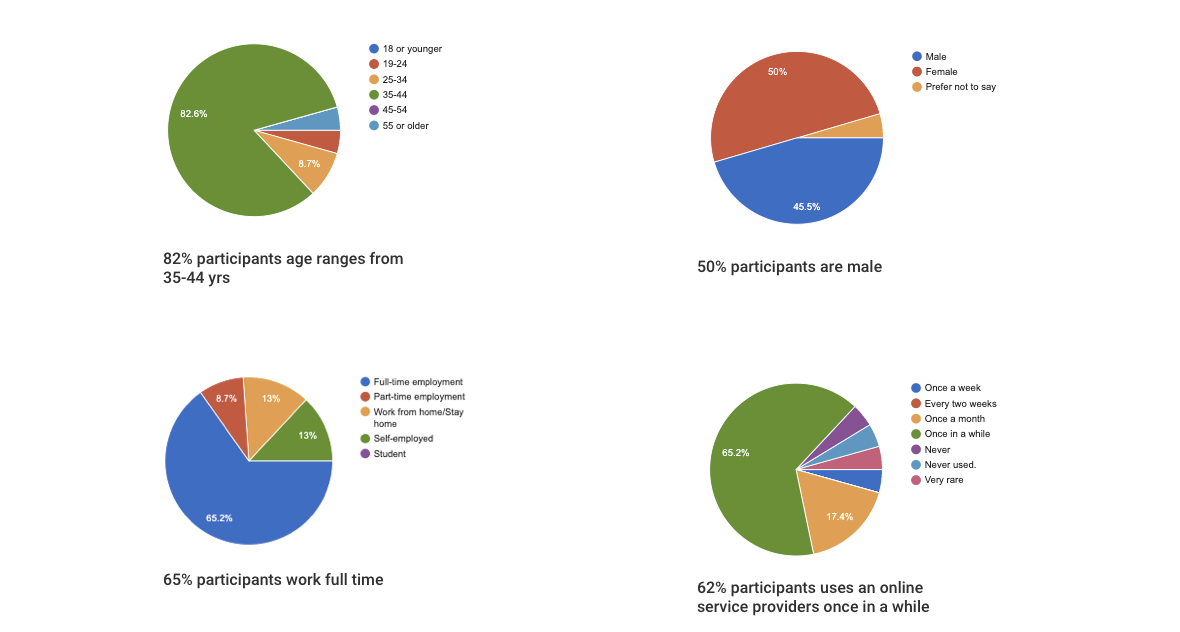 18 or younger
19-24
25-34
35-44
45-54
55 or older
82.6%
8.7%
82% participants age ranges from
35-44 yrs
Male
Female
Prefer not to say
50%
45.5%
50% participants are male
Full-time employment
Part-time employment
Work from home/Stay
home
Self-employed
Student
8.7%
13%
13%
65.2%
65% participants work full time
Once a week
Every two weeks
Once a month
Once in a while
Never
Never used.
Very rare
65.2%
17.4%
62% participants uses an online
service providers once in a while